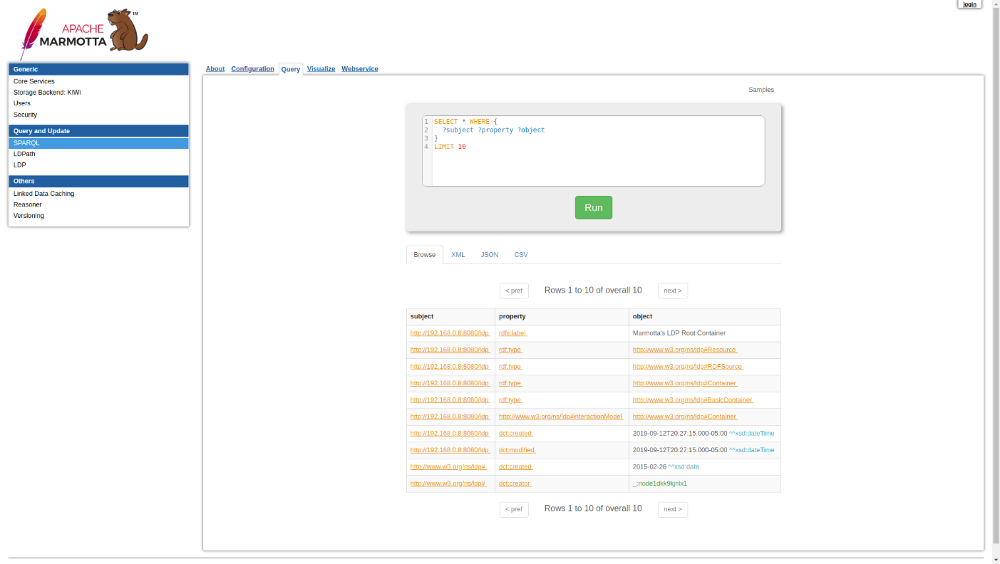 login
APACHE
MARMOTTA™
Generic
Core Services
Storage Backend: KiWi
Users
Security
Query and Update
SPARQL
LDPath
LDP
Others
Linked Data Caching
Reasoner
Versioning
About Configuration Query Visualize Webservice
Samples
1 SELECT * WHERE {
2 ?subject ?property ?object
3 }
4 LIMIT 10
Run
Browse XML JSON CSV
< pref Rows 1 to 10 of overall 10 next >
subject property object
http://192.168.0.8:8080/ldp rdfs:label Marmotta's LDP Root Container
http://192.168.0.8:8080/ldp rdf:type http://www.w3.org/ns/ldp#Resource
http://192.168.0.8:8080/ldp rdf:type http://www.w3.org/ns/ldp#RDFSource
http://192.168.0.8:8080/ldp rdf:type http://www.w3.org/ns/ldp#Container
http://192.168.0.8:8080/ldp rdf:type http://www.w3.org/ns/ldp#BasicContainer
http://192.168.0.8:8080/ldp http://www.w3.org/ns/ldp#interactionModel http://www.w3.org/ns/ldp#Container
http://192.168.0.8:8080/ldp dct:created 2019-09-12T20:27:15.000-05:00 ^^xsd:dateTime
http://192.168.0.8:8080/ldp dct:modified 2019-09-12T20:27:15.000-05:00 ^^xsd:dateTime
http://www.w3.org/ns/ldp# dct:created 2015-02-26 ^^xsd:date
http://www.w3.org/ns/ldp# dct:creator _:node1dkk9kjnlx1
< pref Rows 1 to 10 of overall 10 next >